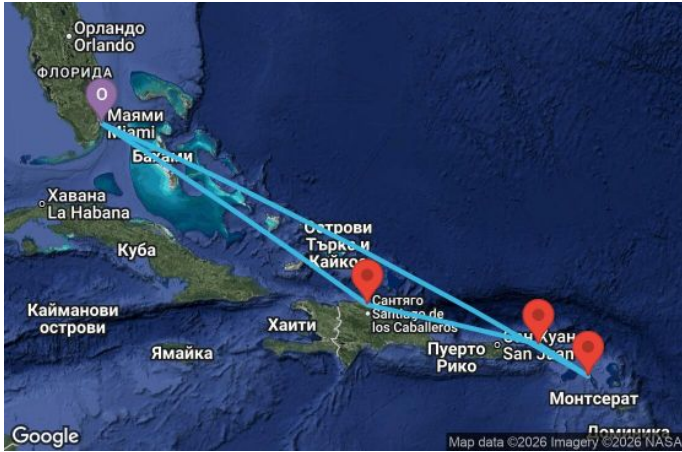 Орландо
Orlando
ФЛОРИДА
О
Маями
Miami
Бахами
Хавана
La Habana
Куба
Острови
Търкс и
Кайкос
Кайманови
острови
Ямайка
Хаити
Сантяго
Santiago de
los Caballeros
Пуерто
Рико
Сан Хуан
San Juan
Монтсерат
Доминика
Google
Map data ©2026 Imagery ©2026 NASA